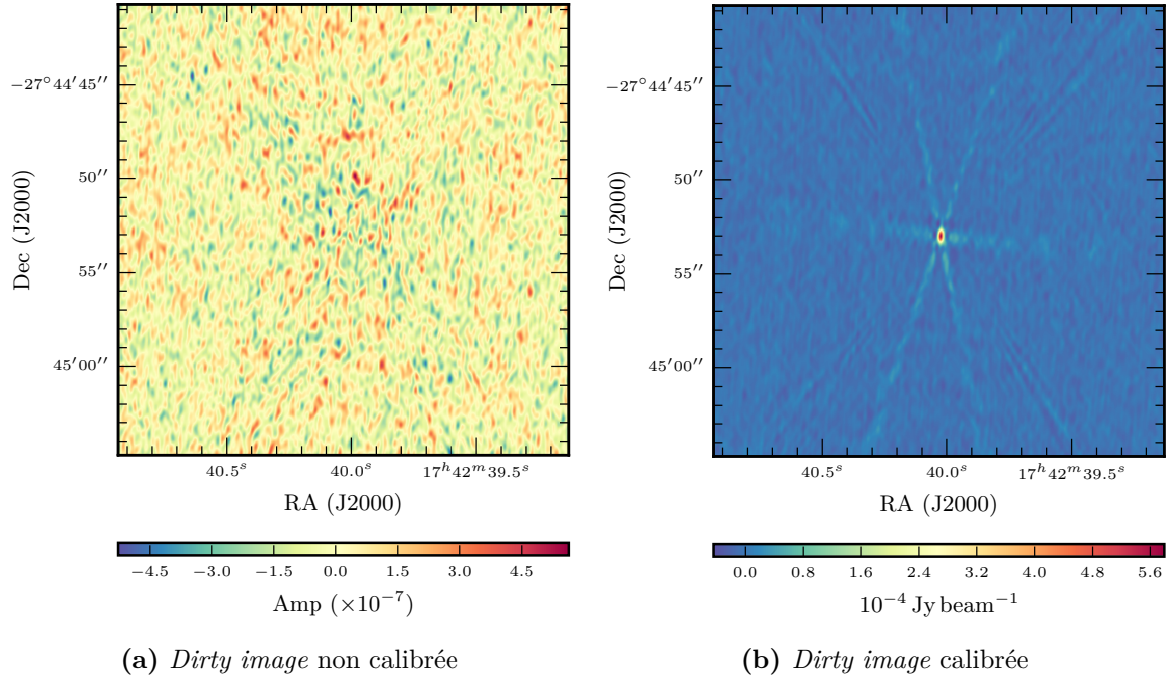 −27°44′45″
50″
55″
45′00″
Dec (J2000)
40.5ˢ 40.0ˢ 17ʰ42ᵐ39.5ˢ
RA (J2000)
−4.5 −3.0 −1.5 0.0 1.5 3.0 4.5
Amp (×10⁻⁷)
(a) Dirty image non calibrée
−27°44′45″
50″
55″
45′00″
Dec (J2000)
40.5ˢ 40.0ˢ 17ʰ42ᵐ39.5ˢ
RA (J2000)
0.0 0.8 1.6 2.4 3.2 4.0 4.8 5.6
10⁻⁴ Jy beam⁻¹
(b) Dirty image calibrée